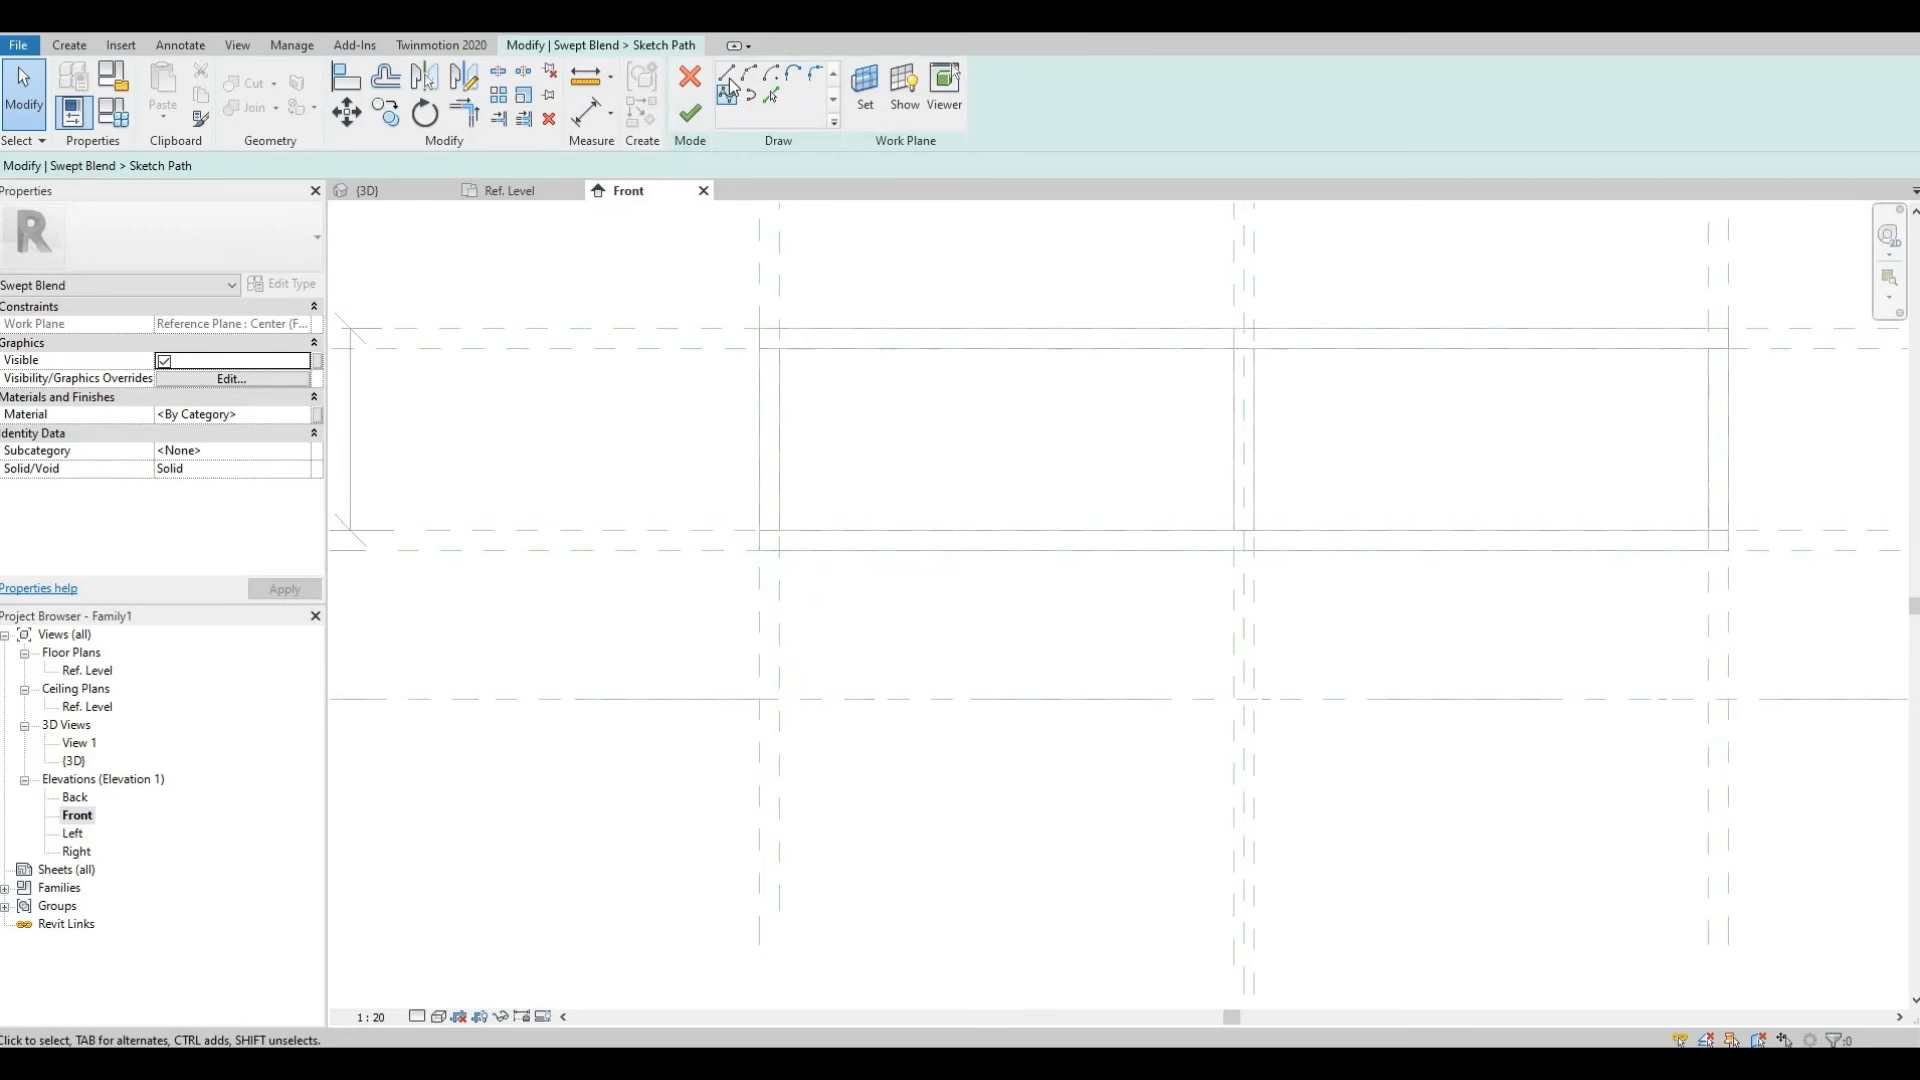 File Create Insert Annotate View Manage Add-Ins Twinmotion 2020 Modify | Swept Blend > Sketch Path
Modify Paste Cut Join Set Show Viewer
Select Properties Clipboard Geometry Modify Measure Create Mode Draw Work Plane
Modify | Swept Blend > Sketch Path
Properties
{3D} Ref. Level Front
R
2D
Swept Blend Edit Type
Constraints
Work Plane Reference Plane : Center (F...
Graphics
Visible
Visibility/Graphics Overrides Edit...
Materials and Finishes
Material <By Category>
Identity Data
Subcategory <None>
Solid/Void Solid
Properties help Apply
Project Browser - Family1
Views (all)
Floor Plans
Ref. Level
Ceiling Plans
Ref. Level
3D Views
View 1
{3D}
Elevations (Elevation 1)
Back
Front
Left
Right
Sheets (all)
Families
Groups
Revit Links
1 : 20
Click to select, TAB for alternates, CTRL adds, SHIFT unselects. :0